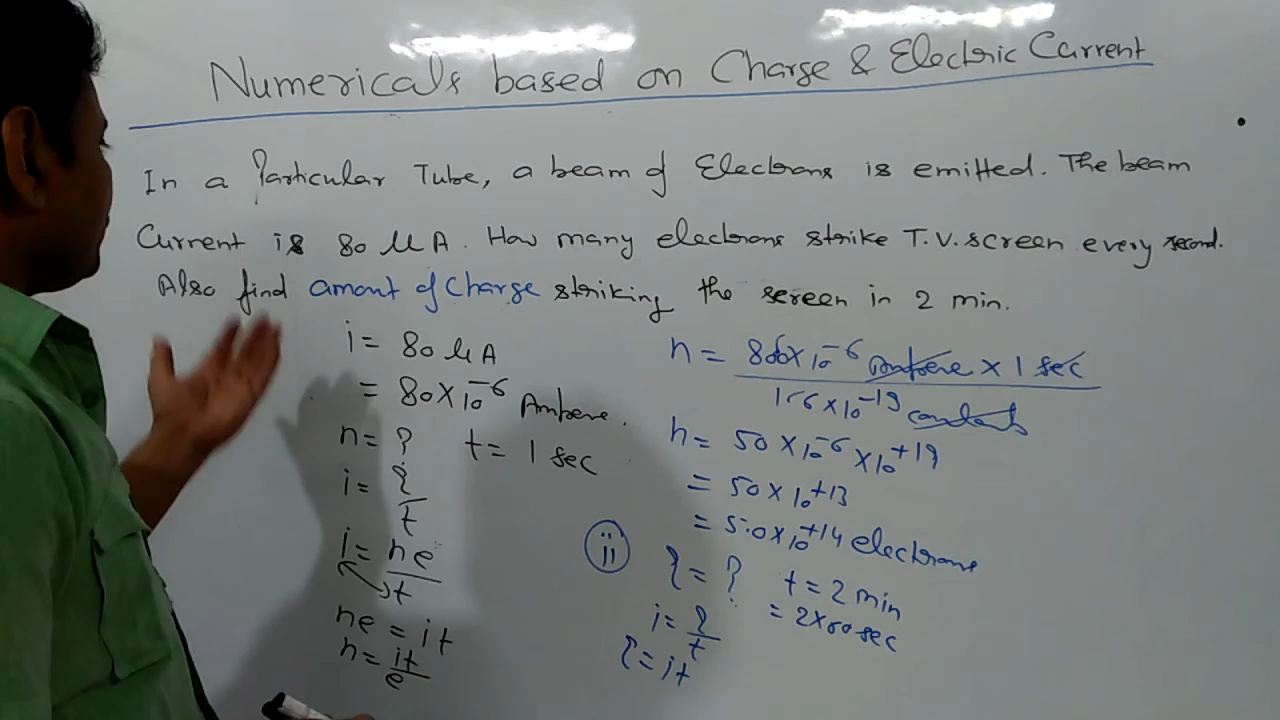 Numericals based on Charge & Electric Current
In a Particular Tube, a beam of Electrons is emitted. The beam
Current is 80 μA. How many electrons strike T.V. screen every second.
Also find amont of Charge striking the screen in 2 min.
i = 80 μA
= 80 × 10⁻⁶ Ampere.
n = ? t = 1 sec
i = q/t
i = ne/t
ne = it
n = it/e
n = 800 × 10⁻⁶ Ampere × 1 sec
1.6 × 10⁻¹⁹
n = 50 × 10⁻⁶ × 10⁺¹⁹
= 50 × 10⁺¹³
= 5.0 × 10⁺¹⁴ electrons
ii q = ? t = 2 min
= 2 × 60 sec
i = q/t
q = it